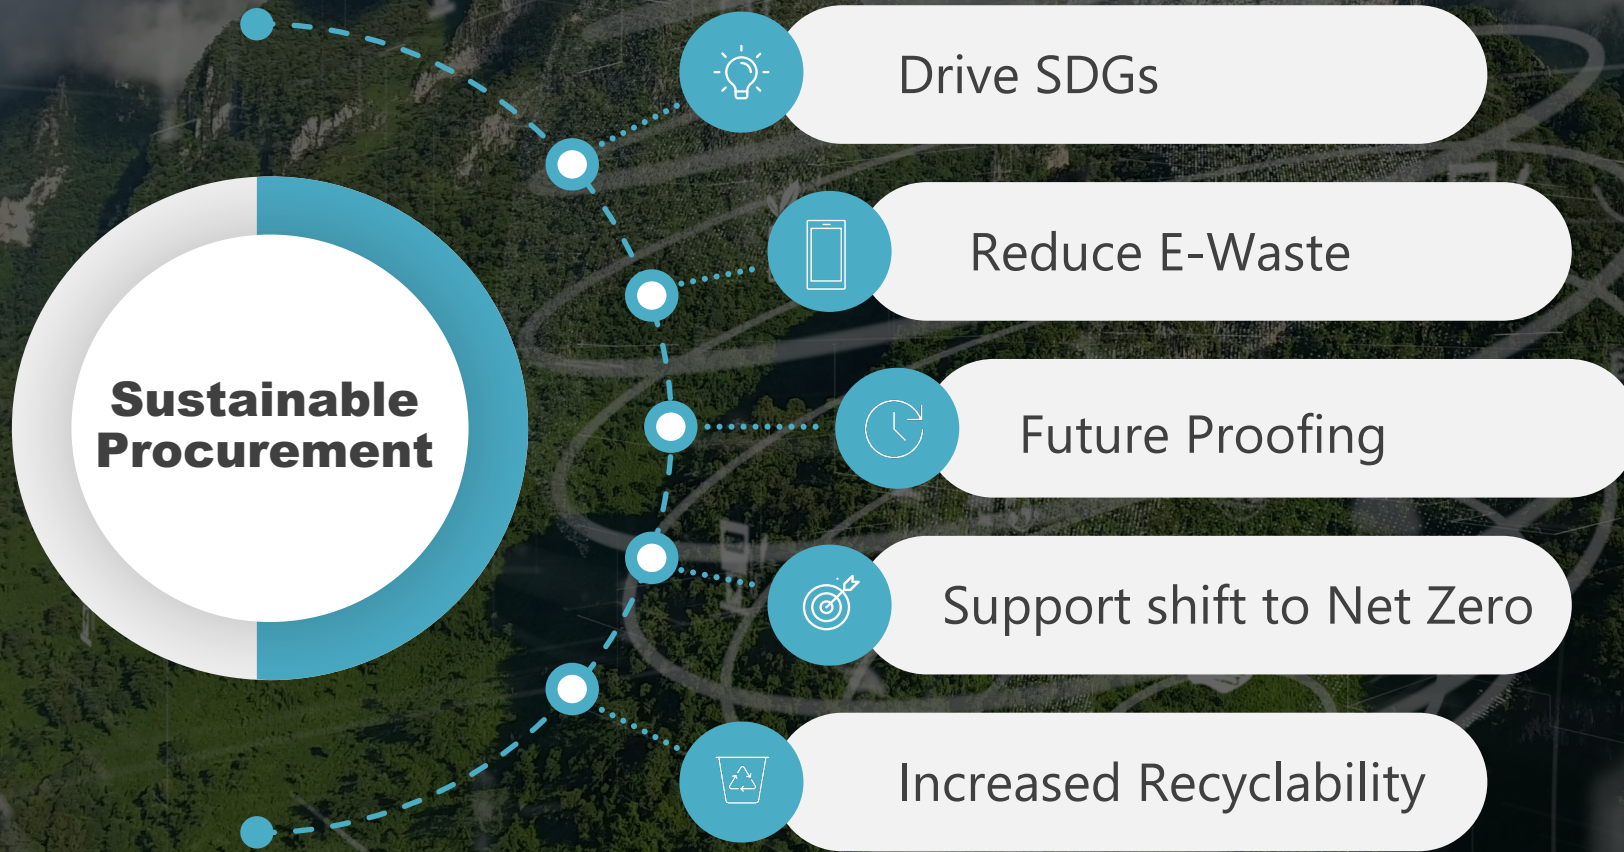 Sustainable
Procurement
Drive SDGs
Reduce E-Waste
Future Proofing
Support shift to Net Zero
Increased Recyclability